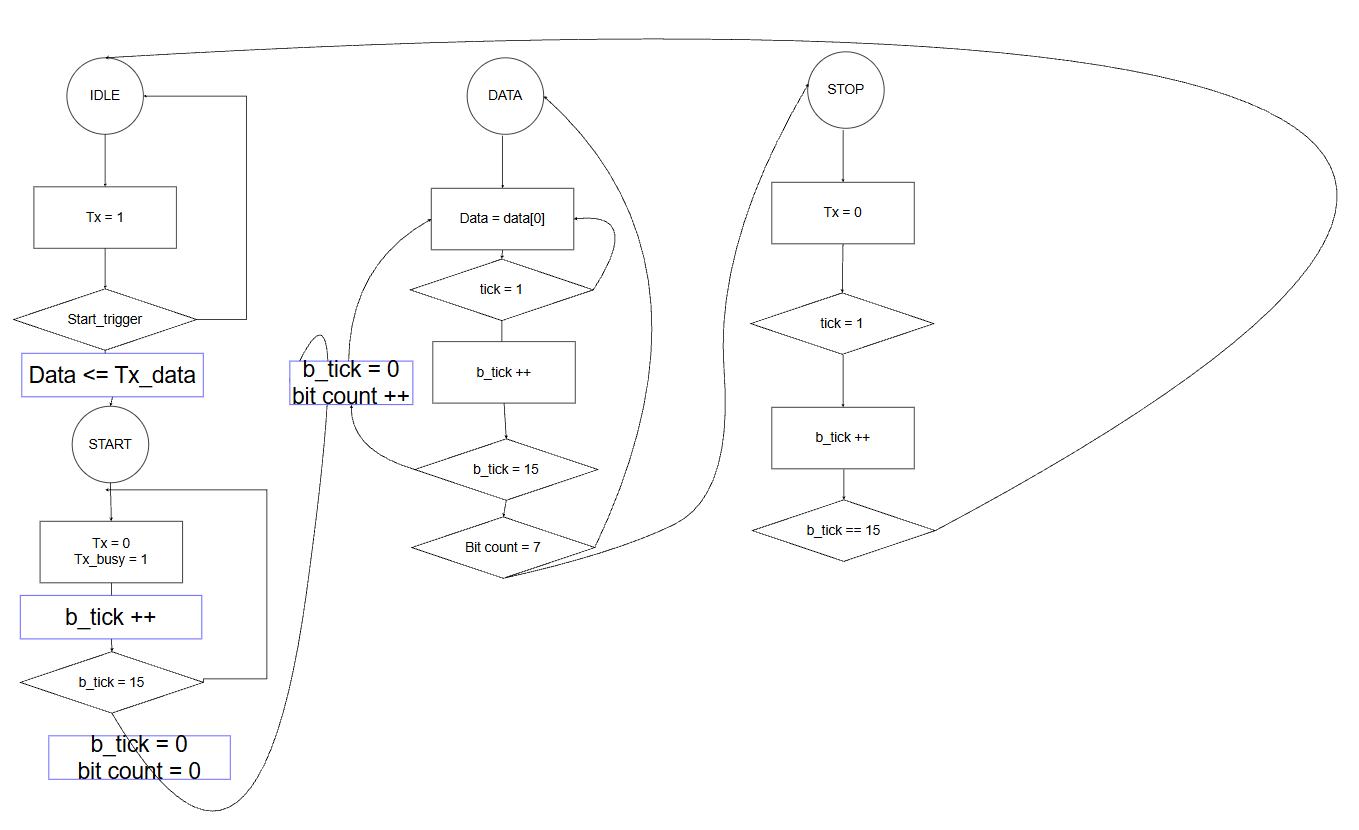 IDLE
Tx = 1
Start_trigger
Data <= Tx_data
START
Tx = 0
Tx_busy = 1
b_tick ++
b_tick = 15
b_tick = 0
bit count = 0
DATA
Data = data[0]
tick = 1
b_tick = 0
bit count ++
b_tick ++
b_tick = 15
Bit count = 7
STOP
Tx = 0
tick = 1
b_tick ++
b_tick == 15